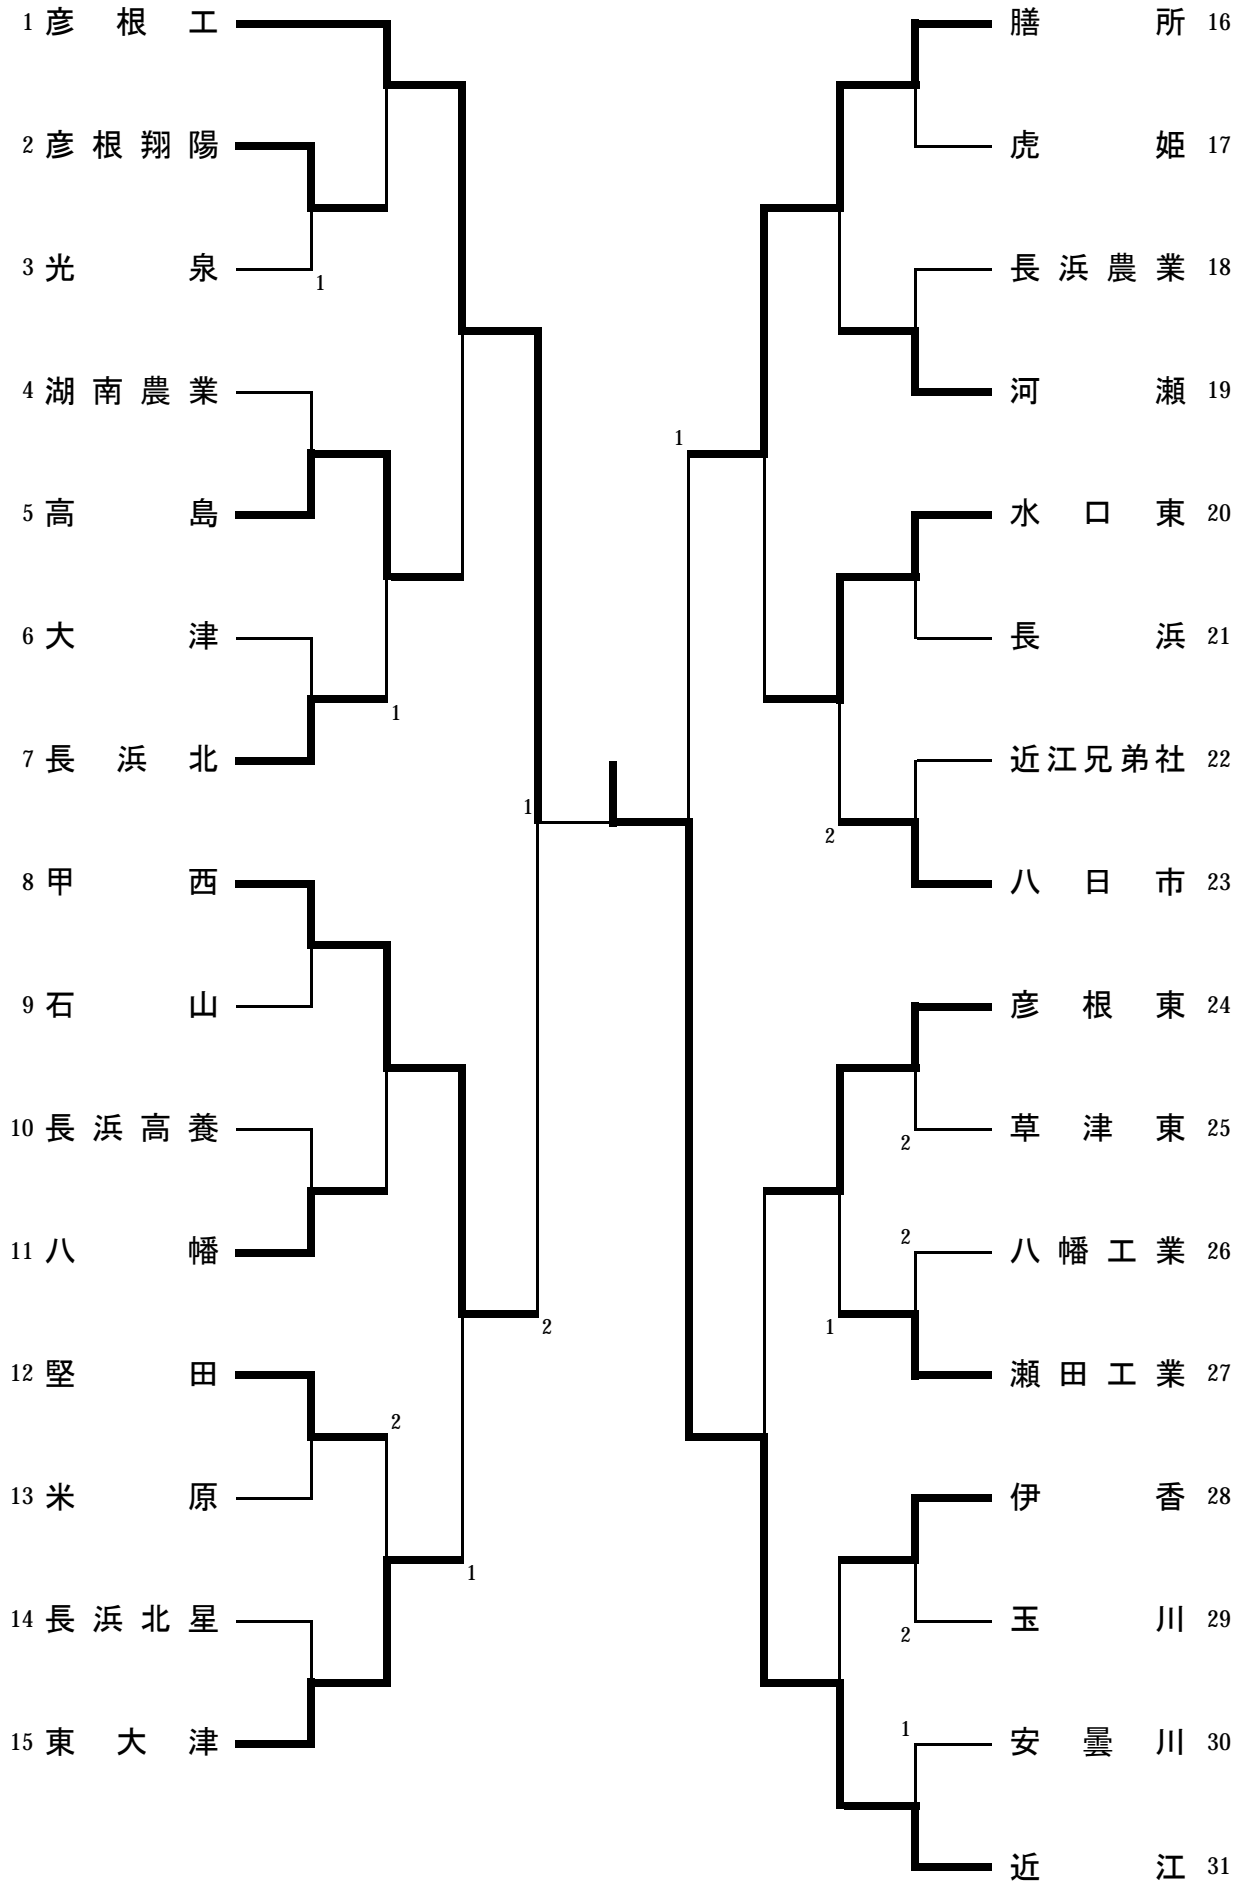 1 彦根工
2 彦根翔陽
3 光泉
1
4 湖南農業
5 高島
6 大津
1
7 長浜北
1
8 甲西
9 石山
10 長浜高養
11 八幡
2
12 堅田
2
13 米原
1
14 長浜北星
15 東大津
膳所 16
虎姫 17
長浜農業 18
河瀬 19
1
水口東 20
長浜 21
近江兄弟社 22
2
八日市 23
彦根東 24
草津東 25
2
2
八幡工業 26
1
瀬田工業 27
伊香 28
玉川 29
2
1
安曇川 30
近江 31